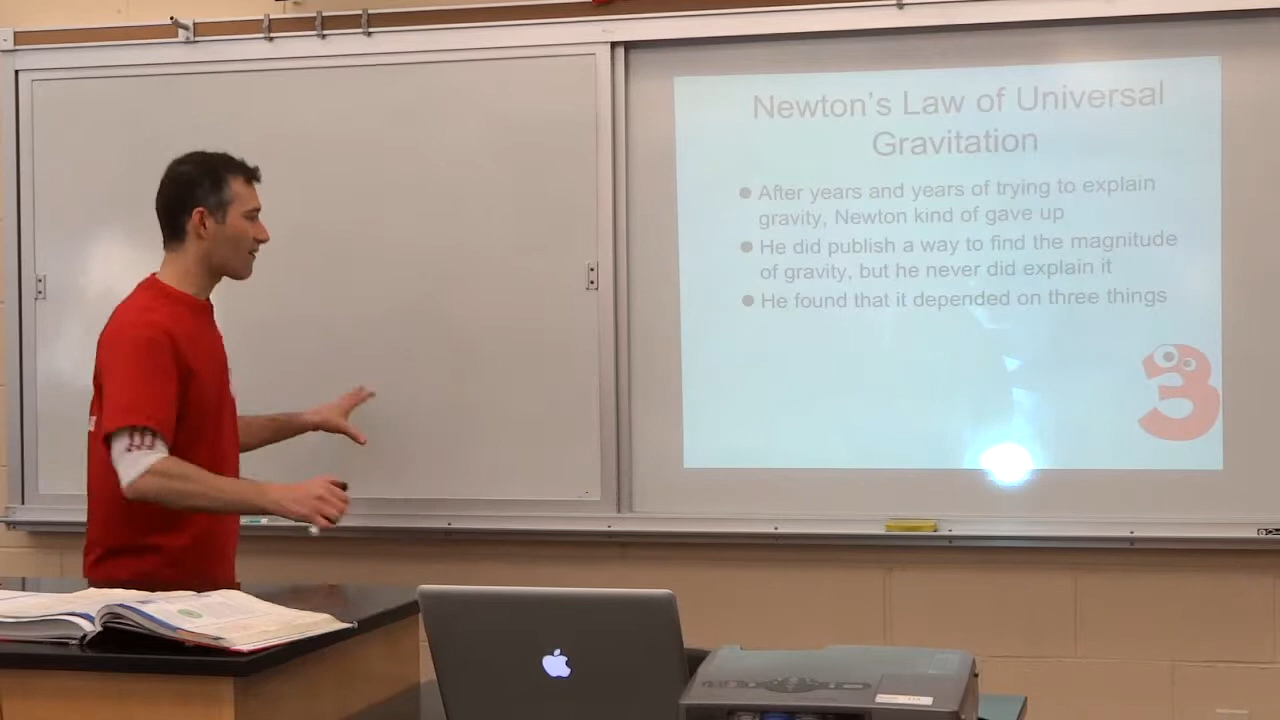 Newton's Law of Universal
Gravitation
● After years and years of trying to explain
gravity, Newton kind of gave up
● He did publish a way to find the magnitude
of gravity, but he never did explain it
● He found that it depended on three things
3